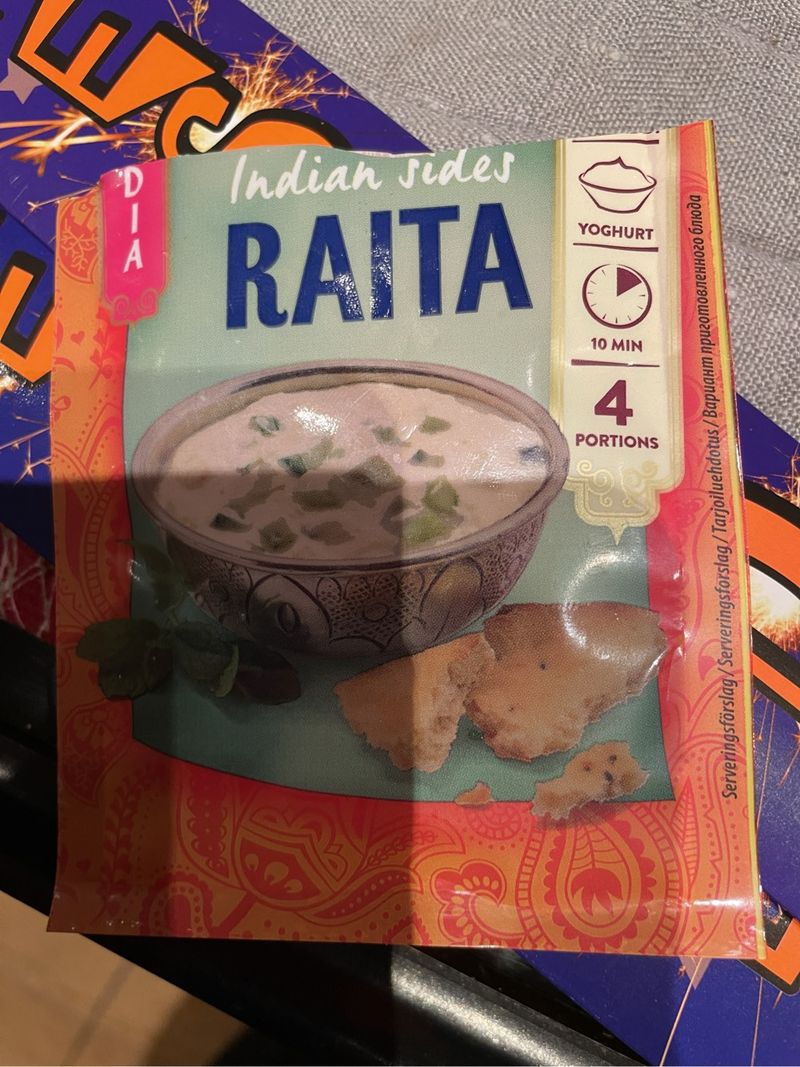 Indian sides
RAITA
DIA
YOGHURT
10 MIN
4
PORTIONS
Serveringsförslag / Serveringsforslag / Tarjoiluehdotus / Вариант приготовленного блюда